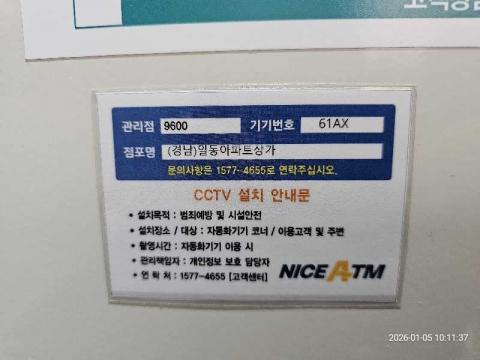 관리점 9600 기기번호 61AX
점포명 (경남)일동아파트상가
문의사항은 1577-4655로 연락주십시오.
CCTV 설치 안내문
• 설치목적 : 범죄예방 및 시설안전
• 설치장소 / 대상 : 자동화기기 코너 / 이용고객 및 주변
• 촬영시간 : 자동화기기 이용 시
• 관리책임자 : 개인정보 보호 담당자
• 연 락 처 : 1577-4655 [고객센터]
NICE ATM
2026-01-05 10:11:37